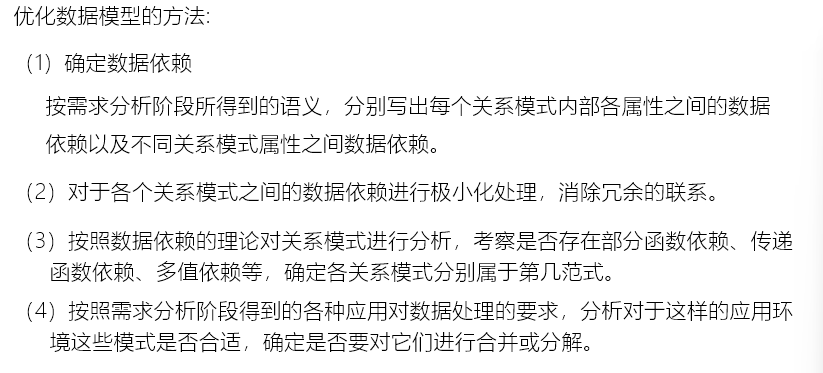 优化数据模型的方法:
(1) 确定数据依赖
按需求分析阶段所得到的语义，分别写出每个关系模式内部各属性之间的数据
依赖以及不同关系模式属性之间数据依赖。
(2) 对于各个关系模式之间的数据依赖进行极小化处理，消除冗余的联系。
(3) 按照数据依赖的理论对关系模式进行分析，考察是否存在部分函数依赖、传递
函数依赖、多值依赖等，确定各关系模式分别属于第几范式。
(4) 按照需求分析阶段得到的各种应用对数据处理的要求，分析对于这样的应用环
境这些模式是否合适，确定是否要对它们进行合并或分解。